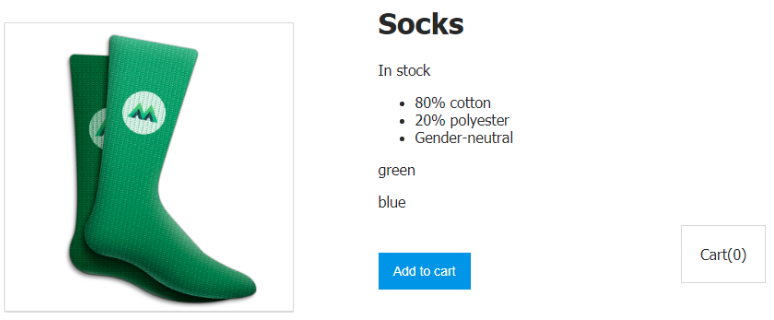 Socks
In stock
80% cotton
20% polyester
Gender-neutral
green
blue
Add to cart
Cart(0)